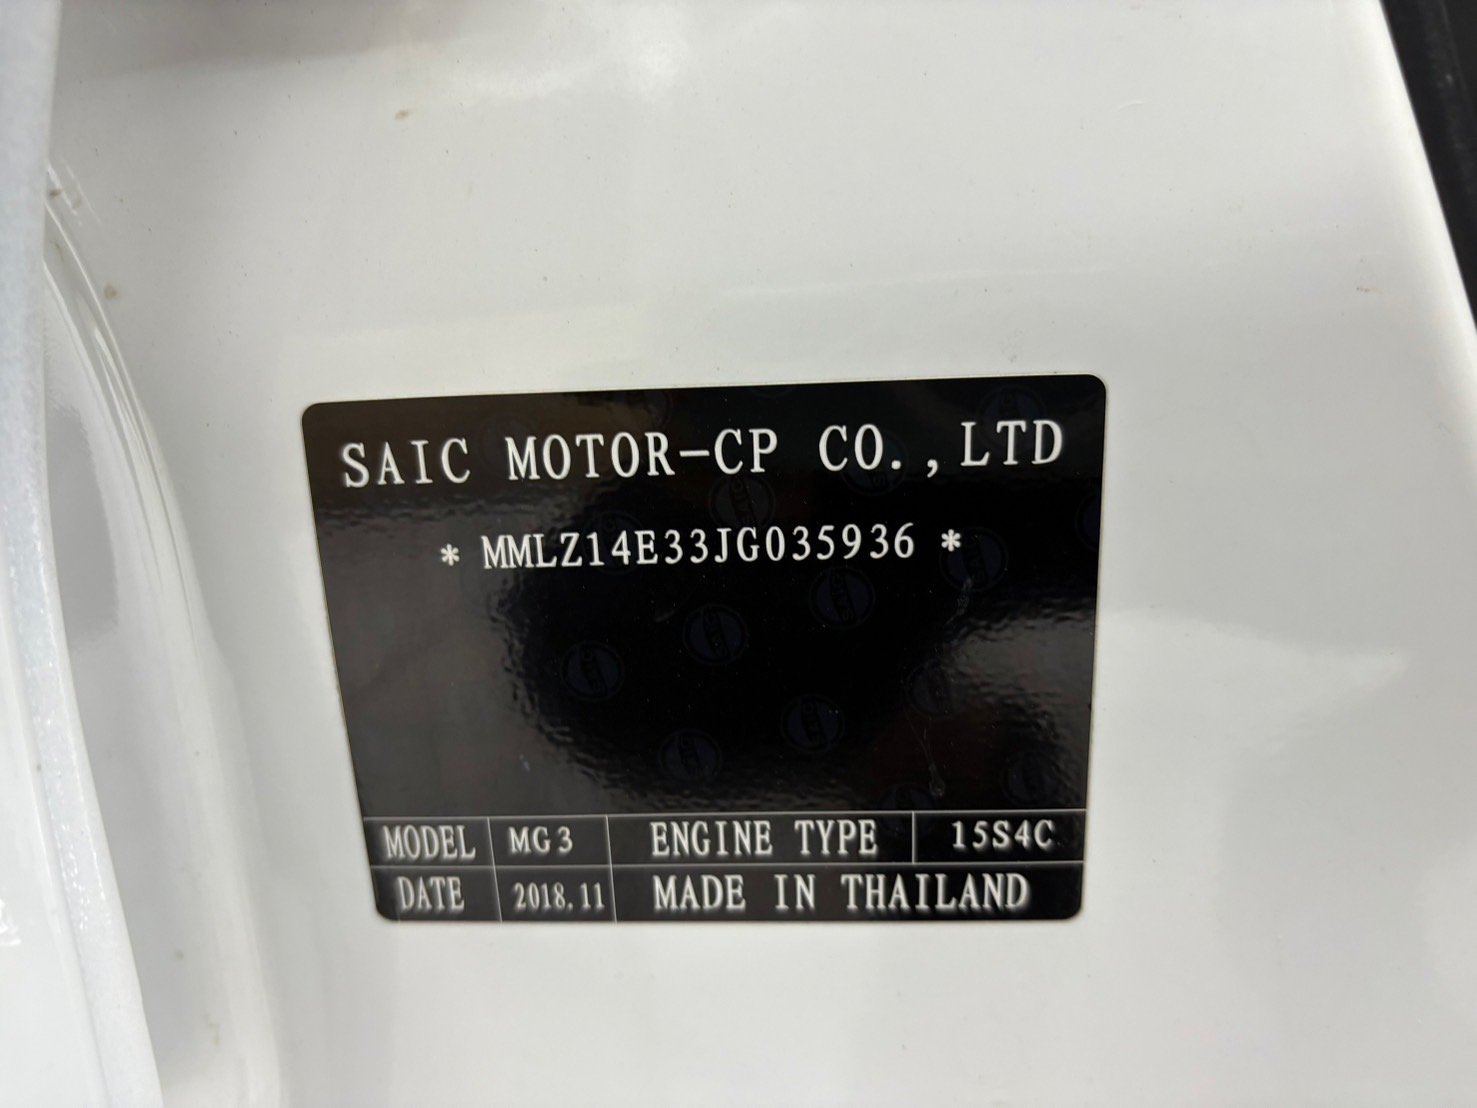 SAIC MOTOR-CP CO.,LTD
* MMLZ14E33JG035936 *
MODEL MG3 ENGINE TYPE 15S4C
DATE 2018.11 MADE IN THAILAND